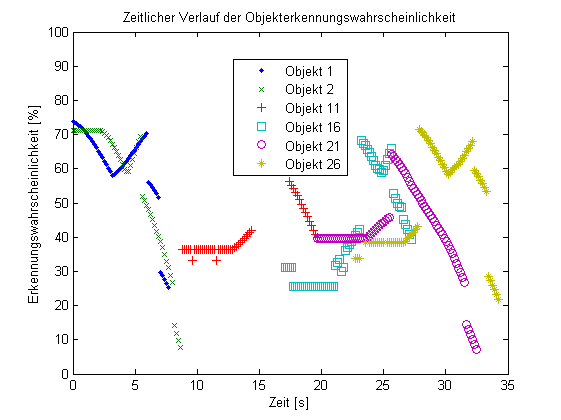 Zeitlicher Verlauf der Objekterkennungswahrscheinlichkeit
Erkennungswahrscheinlichkeit [%]
100
90
80
70
60
50
40
30
20
10
0
Objekt 1
Objekt 2
Objekt 11
Objekt 16
Objekt 21
Objekt 26
0 5 10 15 20 25 30 35
Zeit [s]